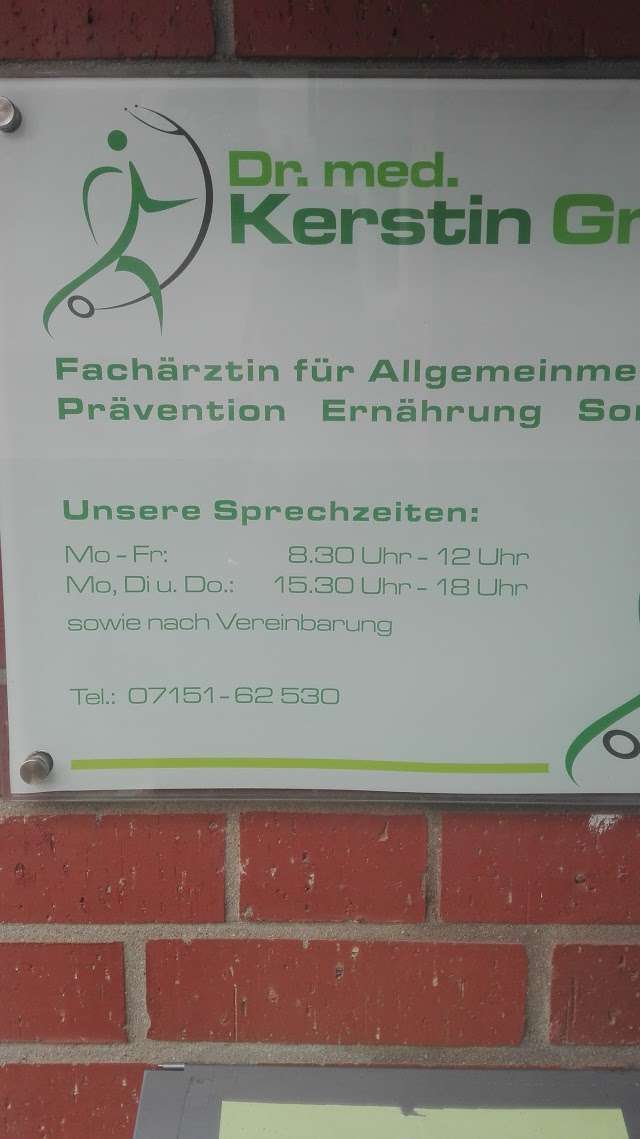 Dr. med.
Kerstin Gr
Fachärztin für Allgemeinme
Prävention Ernährung
Unsere Sprechzeiten:
Mo - Fr: 8.30 Uhr - 12 Uhr
Mo, Di u. Do.: 15.30 Uhr - 18 Uhr
sowie nach Vereinbarung
Tel.: 07151 - 62 530